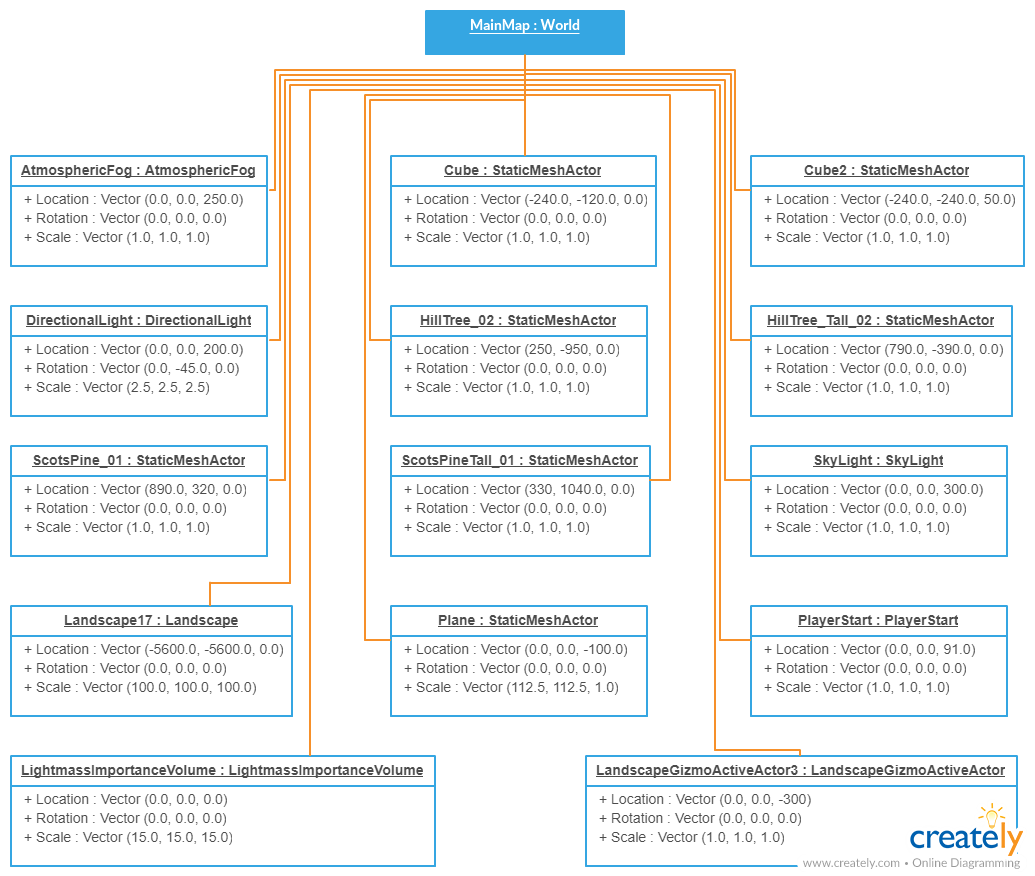 MainMap : World
AtmosphericFog : AtmosphericFog
+ Location : Vector (0.0, 0.0, 250.0)
+ Rotation : Vector (0.0, 0.0, 0.0)
+ Scale : Vector (1.0, 1.0, 1.0)
Cube : StaticMeshActor
+ Location : Vector (-240.0, -120.0, 0.0)
+ Rotation : Vector (0.0, 0.0, 0.0)
+ Scale : Vector (1.0, 1.0, 1.0)
Cube2 : StaticMeshActor
+ Location : Vector (-240.0, -240.0, 50.0)
+ Rotation : Vector (0.0, 0.0, 0.0)
+ Scale : Vector (1.0, 1.0, 1.0)
DirectionalLight : DirectionalLight
+ Location : Vector (0.0, 0.0, 200.0)
+ Rotation : Vector (0.0, -45.0, 0.0)
+ Scale : Vector (2.5, 2.5, 2.5)
HillTree_02 : StaticMeshActor
+ Location : Vector (250, -950, 0.0)
+ Rotation : Vector (0.0, 0.0, 0.0)
+ Scale : Vector (1.0, 1.0, 1.0)
HillTree_Tall_02 : StaticMeshActor
+ Location : Vector (790.0, -390.0, 0.0)
+ Rotation : Vector (0.0, 0.0, 0.0)
+ Scale : Vector (1.0, 1.0, 1.0)
ScotsPine_01 : StaticMeshActor
+ Location : Vector (890.0, 320, 0.0)
+ Rotation : Vector (0.0, 0.0, 0.0)
+ Scale : Vector (1.0, 1.0, 1.0)
ScotsPineTall_01 : StaticMeshActor
+ Location : Vector (330, 1040.0, 0.0)
+ Rotation : Vector (0.0, 0.0, 0.0)
+ Scale : Vector (1.0, 1.0, 1.0)
SkyLight : SkyLight
+ Location : Vector (0.0, 0.0, 300.0)
+ Rotation : Vector (0.0, 0.0, 0.0)
+ Scale : Vector (1.0, 1.0, 1.0)
Landscape17 : Landscape
+ Location : Vector (-5600.0, -5600.0, 0.0)
+ Rotation : Vector (0.0, 0.0, 0.0)
+ Scale : Vector (100.0, 100.0, 100.0)
Plane : StaticMeshActor
+ Location : Vector (0.0, 0.0, -100.0)
+ Rotation : Vector (0.0, 0.0, 0.0)
+ Scale : Vector (112.5, 112.5, 1.0)
PlayerStart : PlayerStart
+ Location : Vector (0.0, 0.0, 91.0)
+ Rotation : Vector (0.0, 0.0, 0.0)
+ Scale : Vector (1.0, 1.0, 1.0)
LightmassImportanceVolume : LightmassImportanceVolume
+ Location : Vector (0.0, 0.0, 0.0)
+ Rotation : Vector (0.0, 0.0, 0.0)
+ Scale : Vector (15.0, 15.0, 15.0)
LandscapeGizmoActiveActor3 : LandscapeGizmoActiveActor
+ Location : Vector (0.0, 0.0, -300)
+ Rotation : Vector (0.0, 0.0, 0.0)
+ Scale : Vector (1.0, 1.0, 1.0)
creately
www.creately.com • Online Diagramming